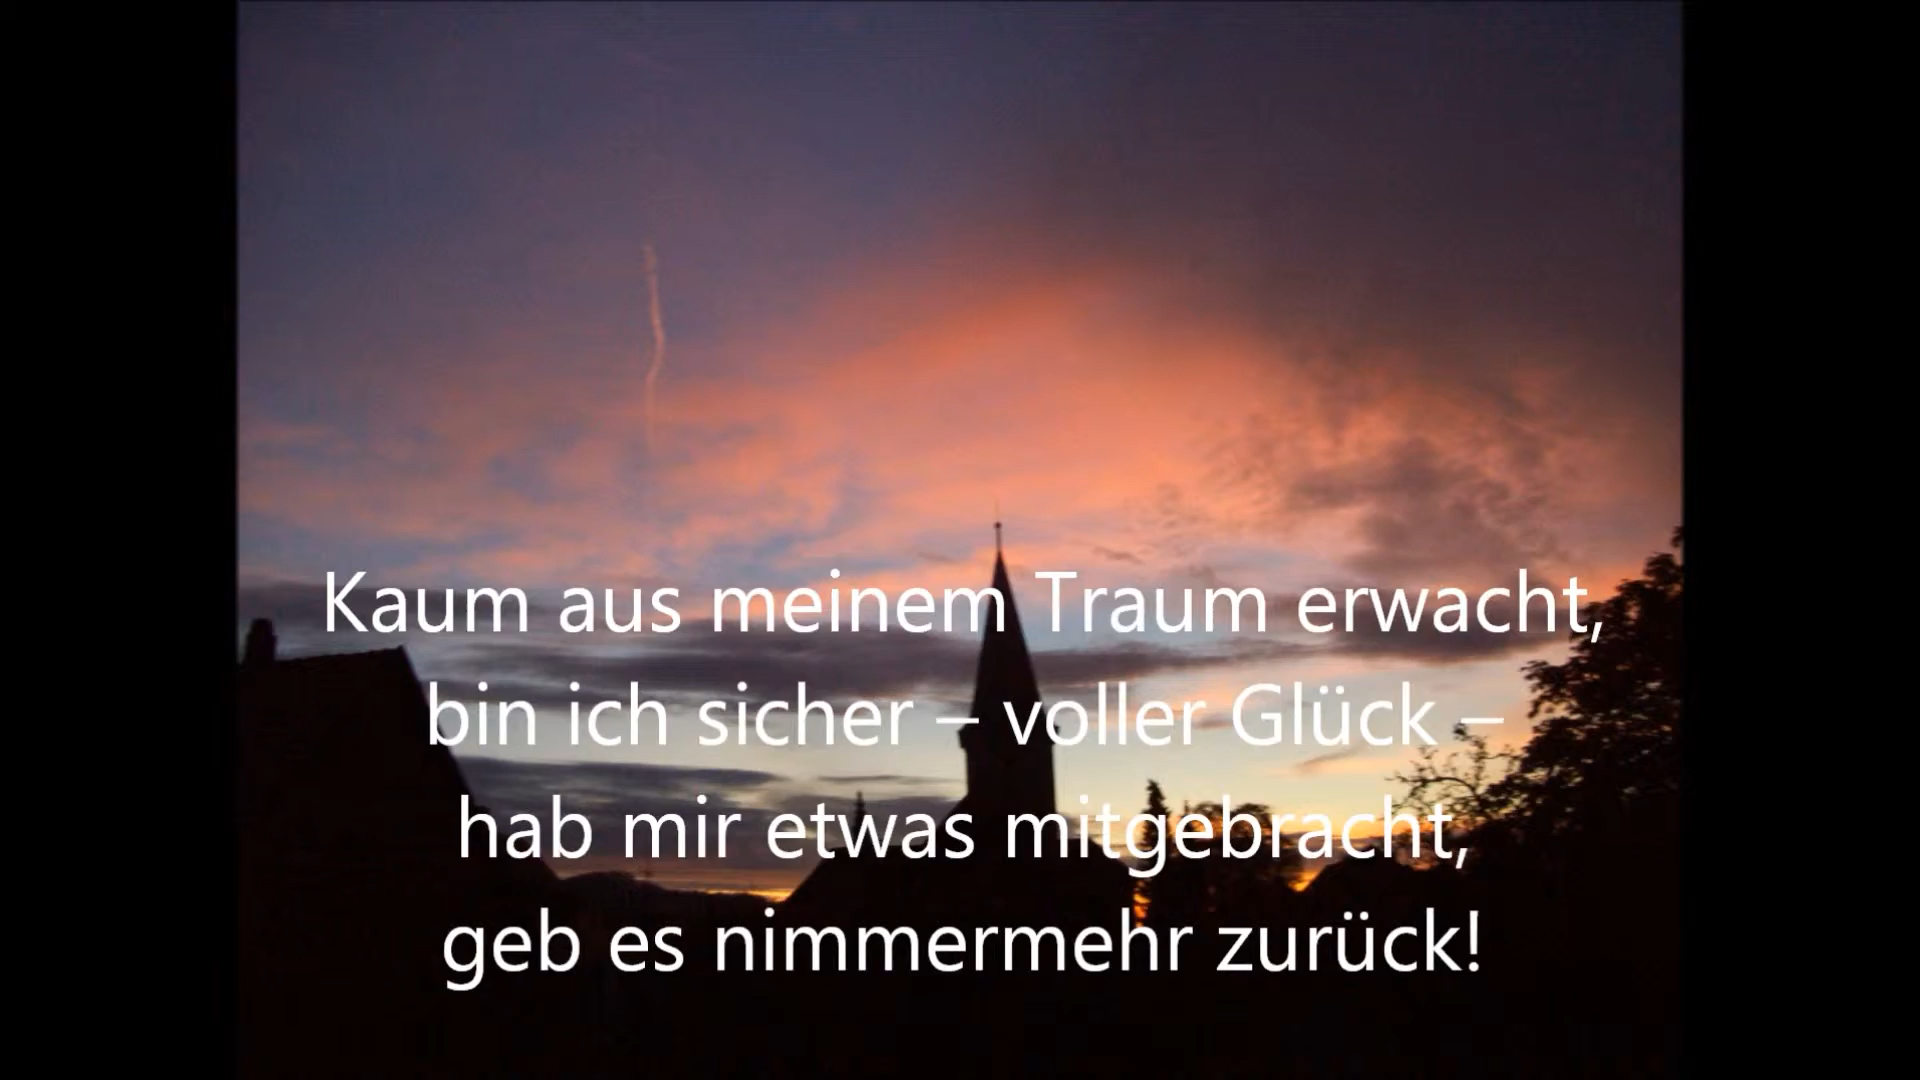 Kaum aus meinem Traum erwacht,
bin ich sicher – voller Glück –
hab mir etwas mitgebracht,
geb es nimmermehr zurück!